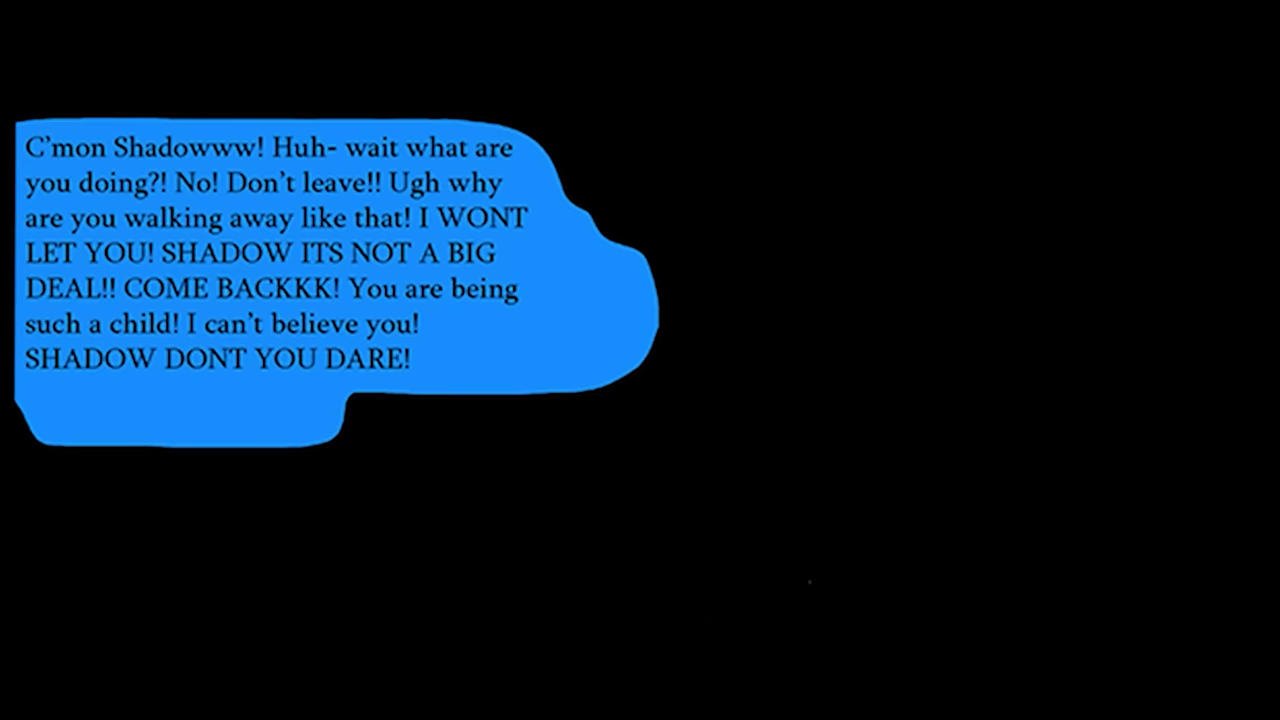 C’mon Shadowww! Huh- wait what are
you doing?! No! Don’t leave!! Ugh why
are you walking away like that! I WONT
LET YOU! SHADOW ITS NOT A BIG
DEAL!! COME BACKKK! You are being
such a child! I can’t believe you!
SHADOW DONT YOU DARE!